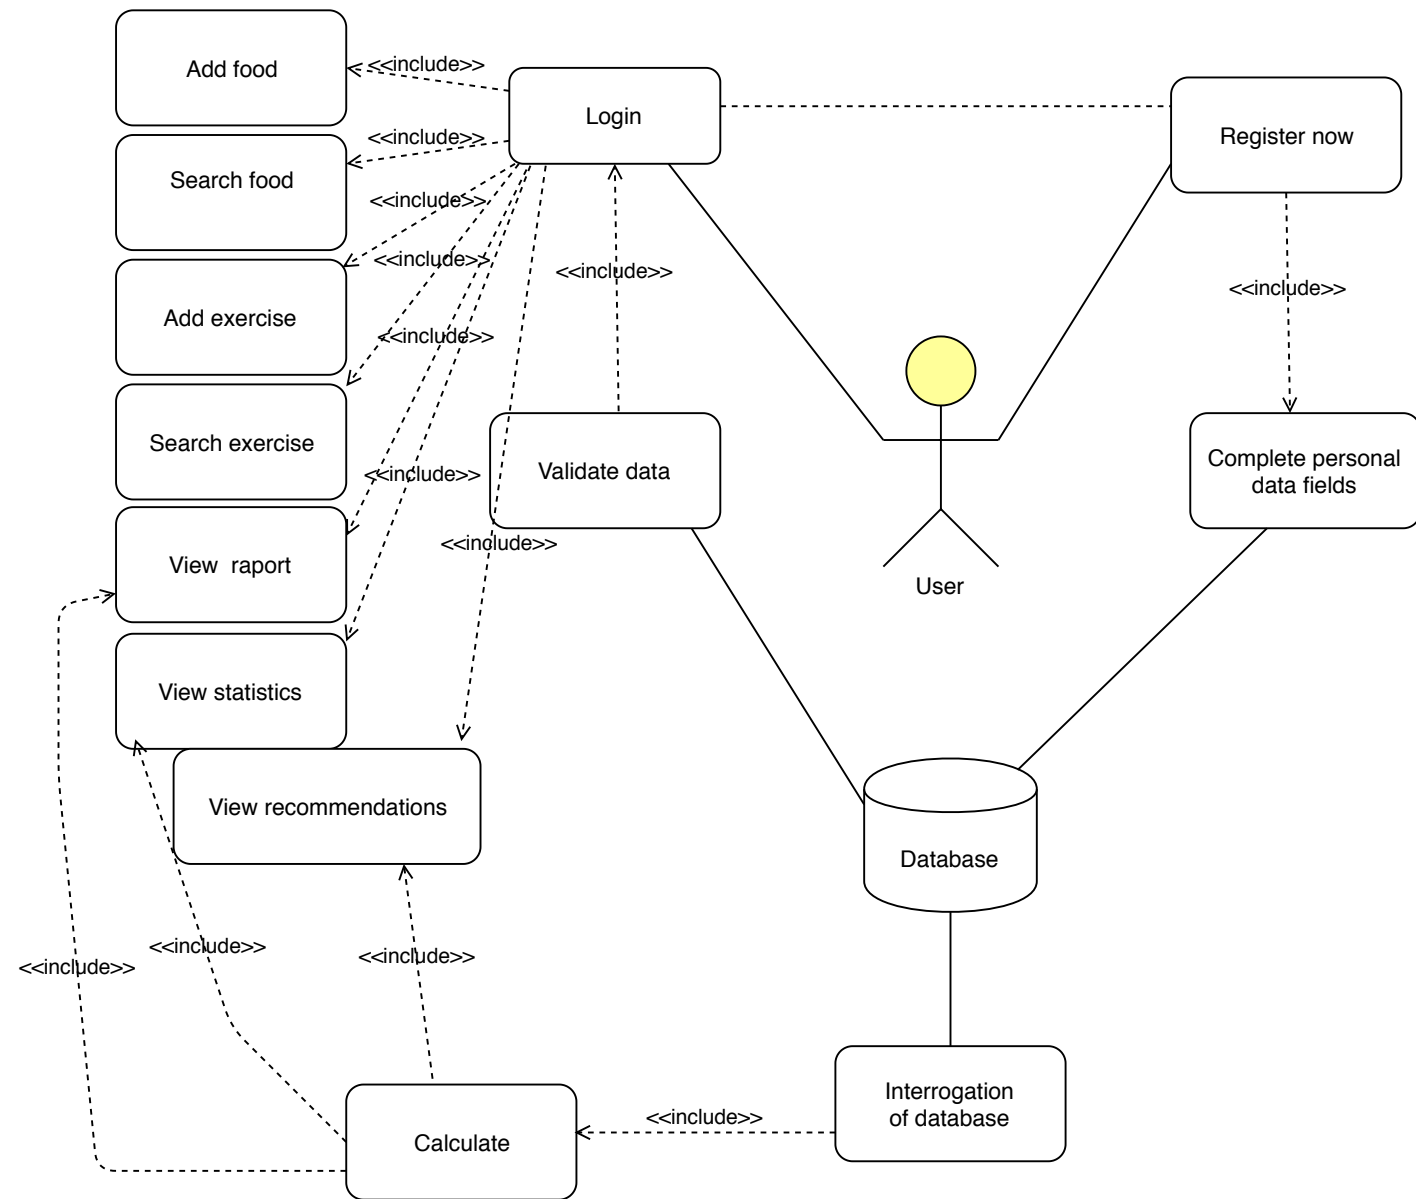 Add food
<<include>>
Login
Register now
<<include>>
Search food
<<include>>
<<include>>
<<include>>
<<include>>
Add exercise
<<include>>
Search exercise
<<include>>
Validate data
Complete personal
data fields
<<include>>
View  raport
User
View statistics
View recommendations
Database
<<include>>
<<include>>
<<include>>
Interrogation
of database
<<include>>
Calculate